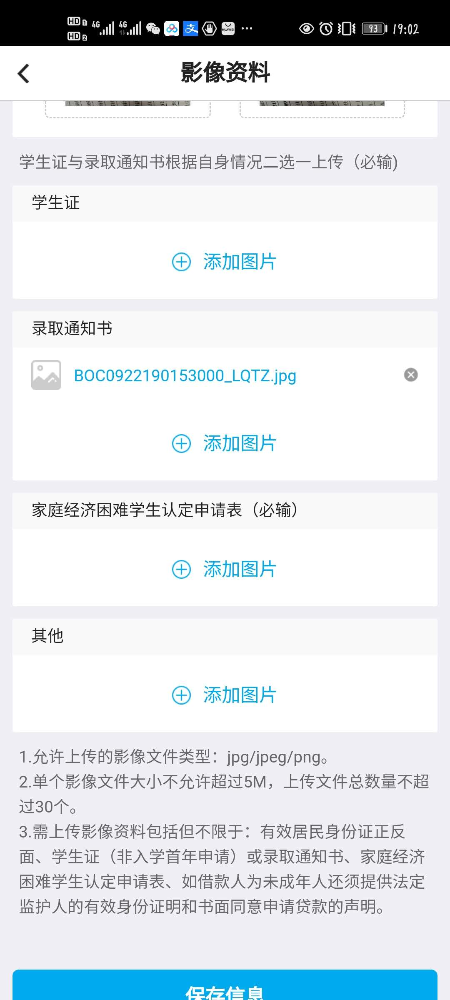 HD 1 4G 4G HUAWEI 93 19:02
HD 2
影像资料
学生证与录取通知书根据自身情况二选一上传（必输)
学生证
添加图片
录取通知书
BOC0922190153000_LQTZ.jpg
添加图片
家庭经济困难学生认定申请表（必输）
添加图片
其他
添加图片
1.允许上传的影像文件类型：jpg/jpeg/png。
2.单个影像文件大小不允许超过5M，上传文件总数量不超
过30个。
3.需上传影像资料包括但不限于：有效居民身份证正反
面、学生证（非入学首年申请）或录取通知书、家庭经济
困难学生认定申请表、如借款人为未成年人还须提供法定
监护人的有效身份证明和书面同意申请贷款的声明。
保存信息